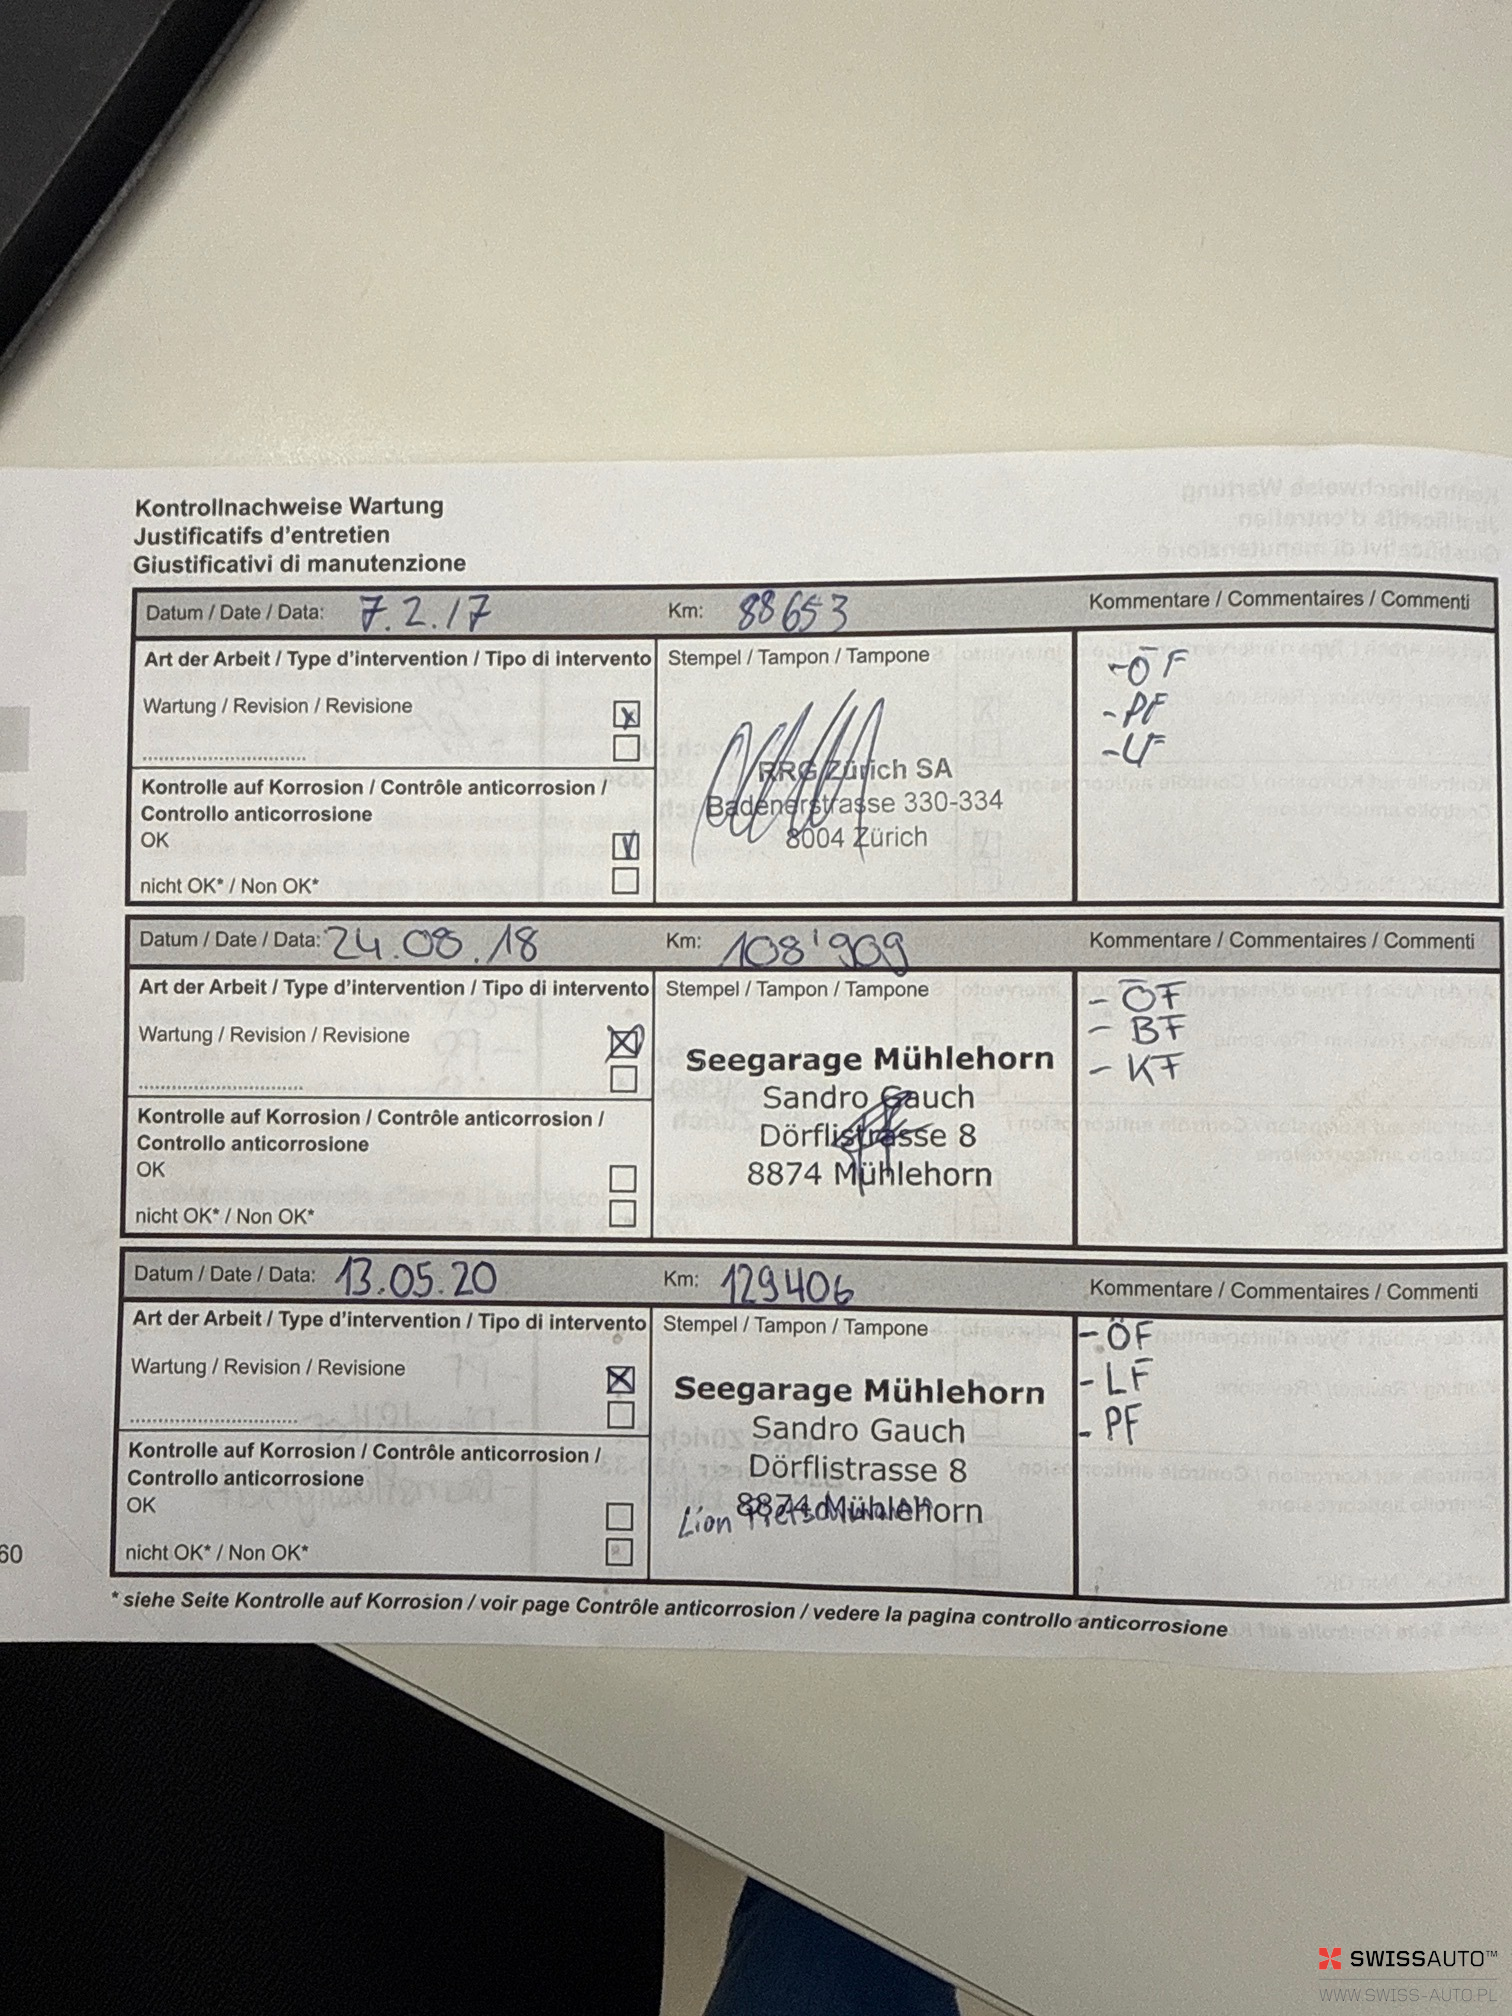 Kontrollnachweise Wartung
Justificatifs d'entretien
Giustificativi di manutenzione
Datum / Date / Data: 7.2.17 Km: 88653 Kommentare / Commentaires / Commenti
Art der Arbeit / Type d'intervention / Tipo di intervento Stempel / Tampon / Tampone
- ÖF
Wartung / Revision / Revisione X
- PF
RRG Zürich SA
Kontrolle auf Korrosion / Contrôle anticorrosion /
Badenerstrasse 330-334
Controllo anticorrosione
8004 Zürich
OK
nicht OK* / Non OK*
Datum / Date / Data: 24.08.18 Km: 108'909 Kommentare / Commentaires / Commenti
Art der Arbeit / Type d'intervention / Tipo di intervento Stempel / Tampon / Tampone
- ÖF
Wartung / Revision / Revisione X
- BF
- KF
Seegarage Mühlehorn
Sandro Gauch
Kontrolle auf Korrosion / Contrôle anticorrosion /
Dörflistrasse 8
Controllo anticorrosione
8874 Mühlehorn
OK
nicht OK* / Non OK*
Datum / Date / Data: 13.05.20 Km: 129406 Kommentare / Commentaires / Commenti
Art der Arbeit / Type d'intervention / Tipo di intervento Stempel / Tampon / Tampone
- ÖF
Wartung / Revision / Revisione X
- LF
- PF
Seegarage Mühlehorn
Sandro Gauch
Kontrolle auf Korrosion / Contrôle anticorrosion /
Dörflistrasse 8
Controllo anticorrosione
8874 Mühlehorn
OK
Lion
nicht OK* / Non OK*
60
* siehe Seite Kontrolle auf Korrosion / voir page Contrôle anticorrosion / vedere la pagina controllo anticorrosione
SWISSAUTO™
WWW.SWISS-AUTO.PL